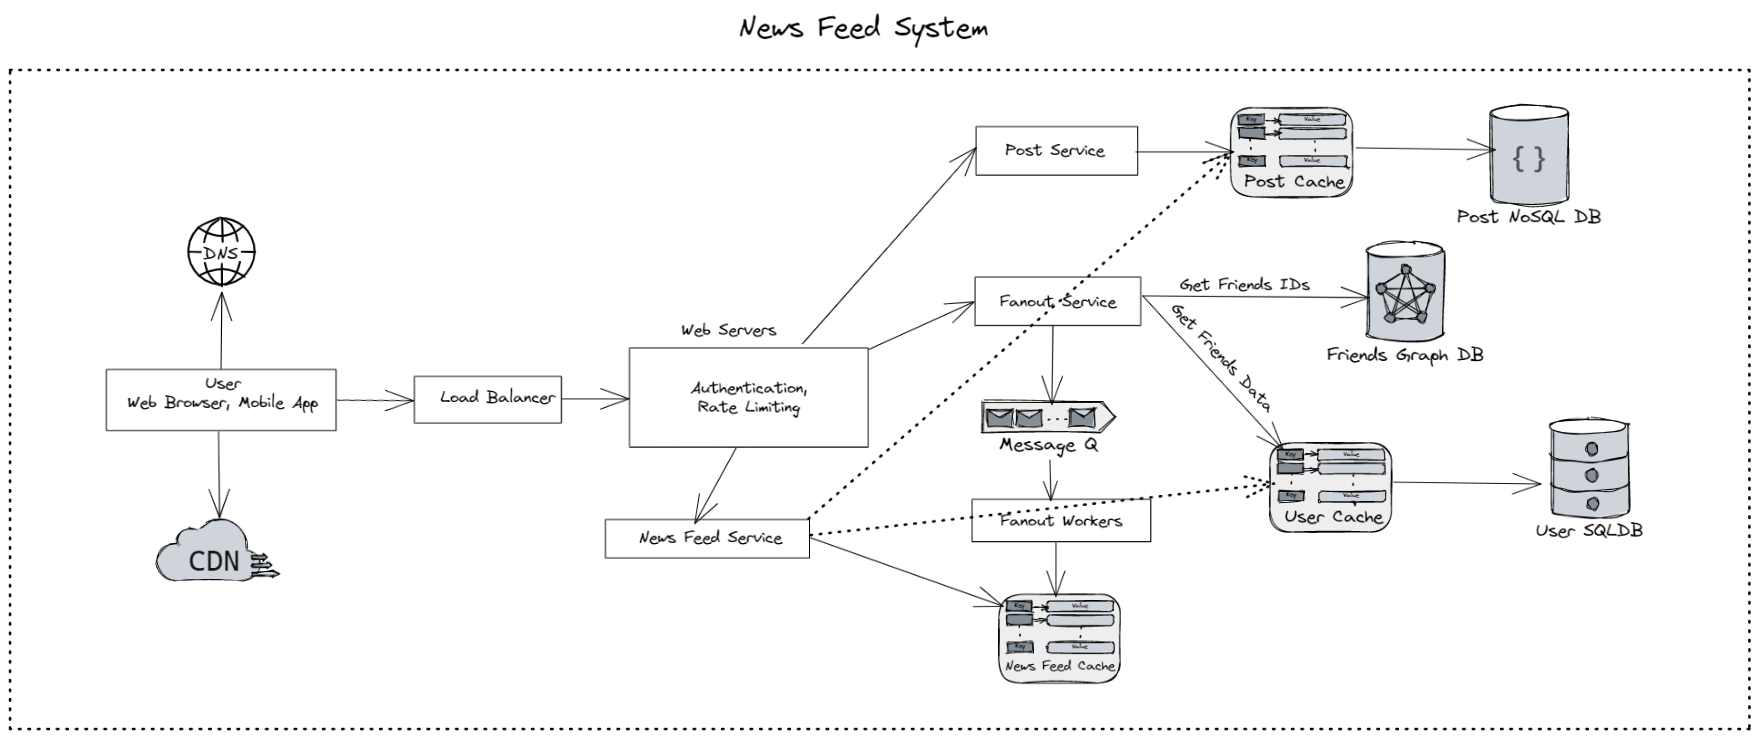 News Feed System
DNS
User
Web Browser, Mobile App
CDN
Load Balancer
Web Servers
Authentication,
Rate Limiting
News Feed Service
Post Service
Key
Value
Key
Value
Post Cache
{ }
Post NoSQL DB
Fanout Service
Get Friends IDs
Friends Graph DB
Get Friends Data
Message Q
Fanout Workers
Key
Value
Key
Value
User Cache
User SQLDB
Key
Value
Key
Value
News Feed Cache